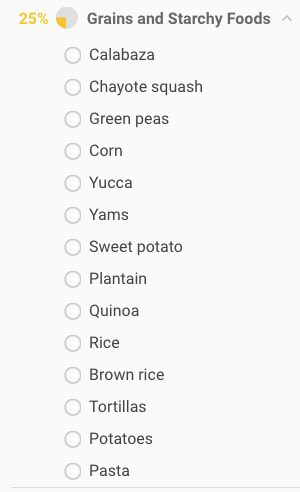 25% Grains and Starchy Foods
Calabaza
Chayote squash
Green peas
Corn
Yucca
Yams
Sweet potato
Plantain
Quinoa
Rice
Brown rice
Tortillas
Potatoes
Pasta